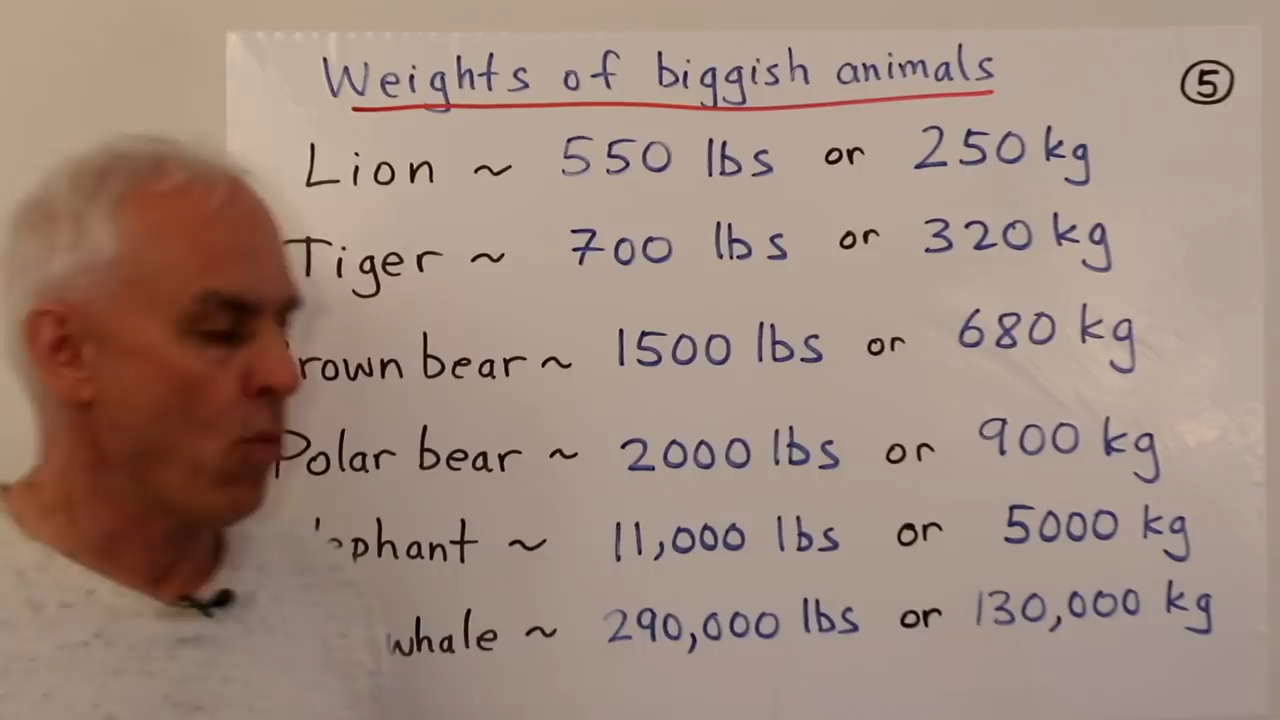 Weights of biggish animals
⑤
Lion ~ 550 lbs or 250 kg
Tiger ~ 700 lbs or 320 kg
rown bear ~ 1500 lbs or 680 kg
Polar bear ~ 2000 lbs or 900 kg
phant ~ 11,000 lbs or 5000 kg
whale ~ 290,000 lbs or 130,000 kg